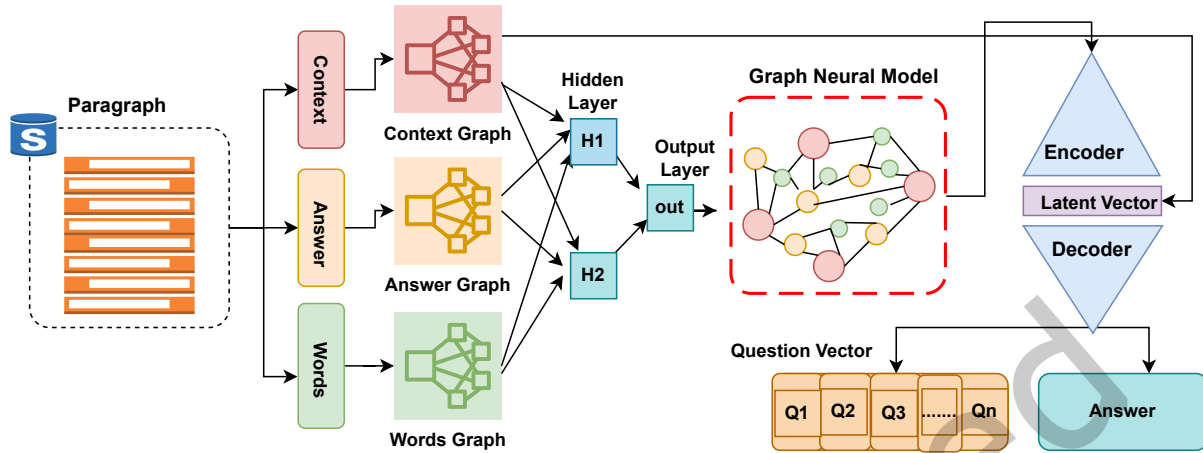 Paragraph
S
Context
Answer
Words
Context Graph
Answer Graph
Words Graph
Hidden
Layer
H1
H2
Output
Layer
out
Graph Neural Model
Encoder
Latent Vector
Decoder
Question Vector
Q1
Q2
Q3
.......
Qn
Answer